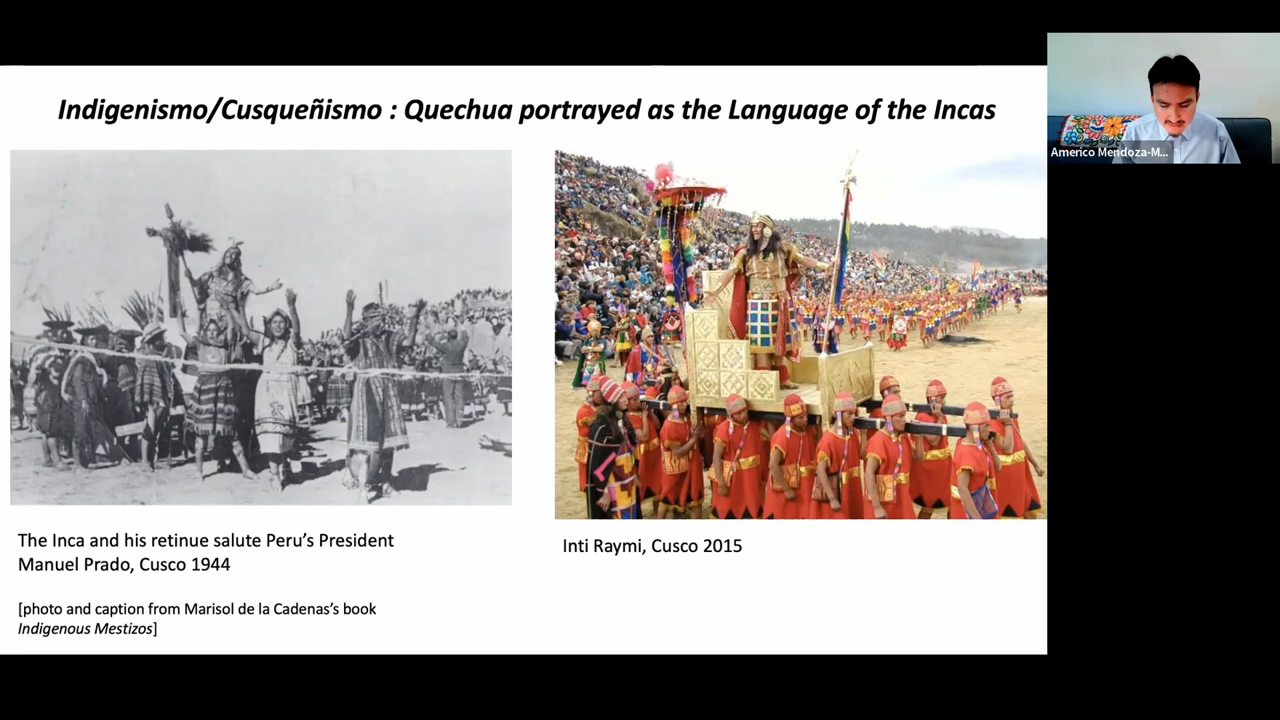 Indigenismo/Cusqueñismo : Quechua portrayed as the Language of the Incas
Americo Mendoza-M...
The Inca and his retinue salute Peru’s President
Manuel Prado, Cusco 1944
[photo and caption from Marisol de la Cadenas’s book
Indigenous Mestizos]
Inti Raymi, Cusco 2015